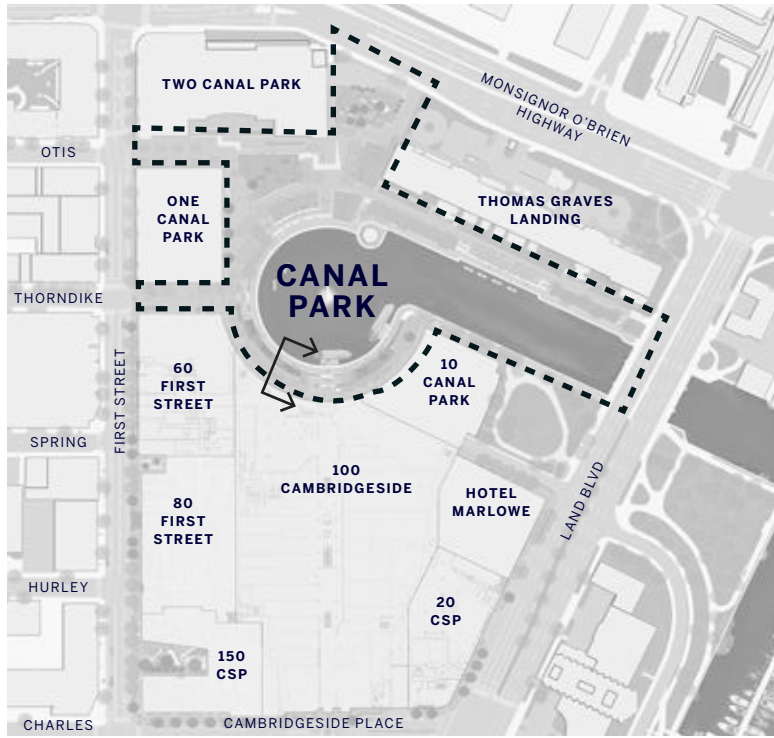 TWO CANAL PARK
MONSIGNOR O'BRIEN
HIGHWAY
OTIS
ONE
CANAL
PARK
THOMAS GRAVES
LANDING
CANAL
PARK
THORNDIKE
60
FIRST
STREET
10
CANAL
PARK
FIRST STREET
SPRING
100
CAMBRIDGESIDE
80
FIRST
STREET
HOTEL
MARLOWE
LAND BLVD
HURLEY
20
CSP
150
CSP
CHARLES
CAMBRIDGESIDE PLACE